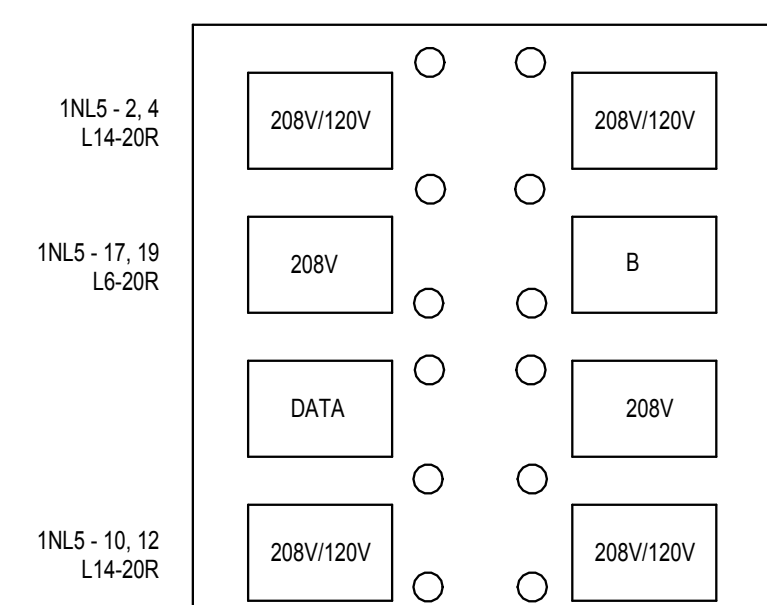 1NL5 - 2, 4
L14-20R
208V/120V
208V/120V
1NL5 - 17, 19
L6-20R
208V
B
DATA
208V
1NL5 - 10, 12
L14-20R
208V/120V
208V/120V